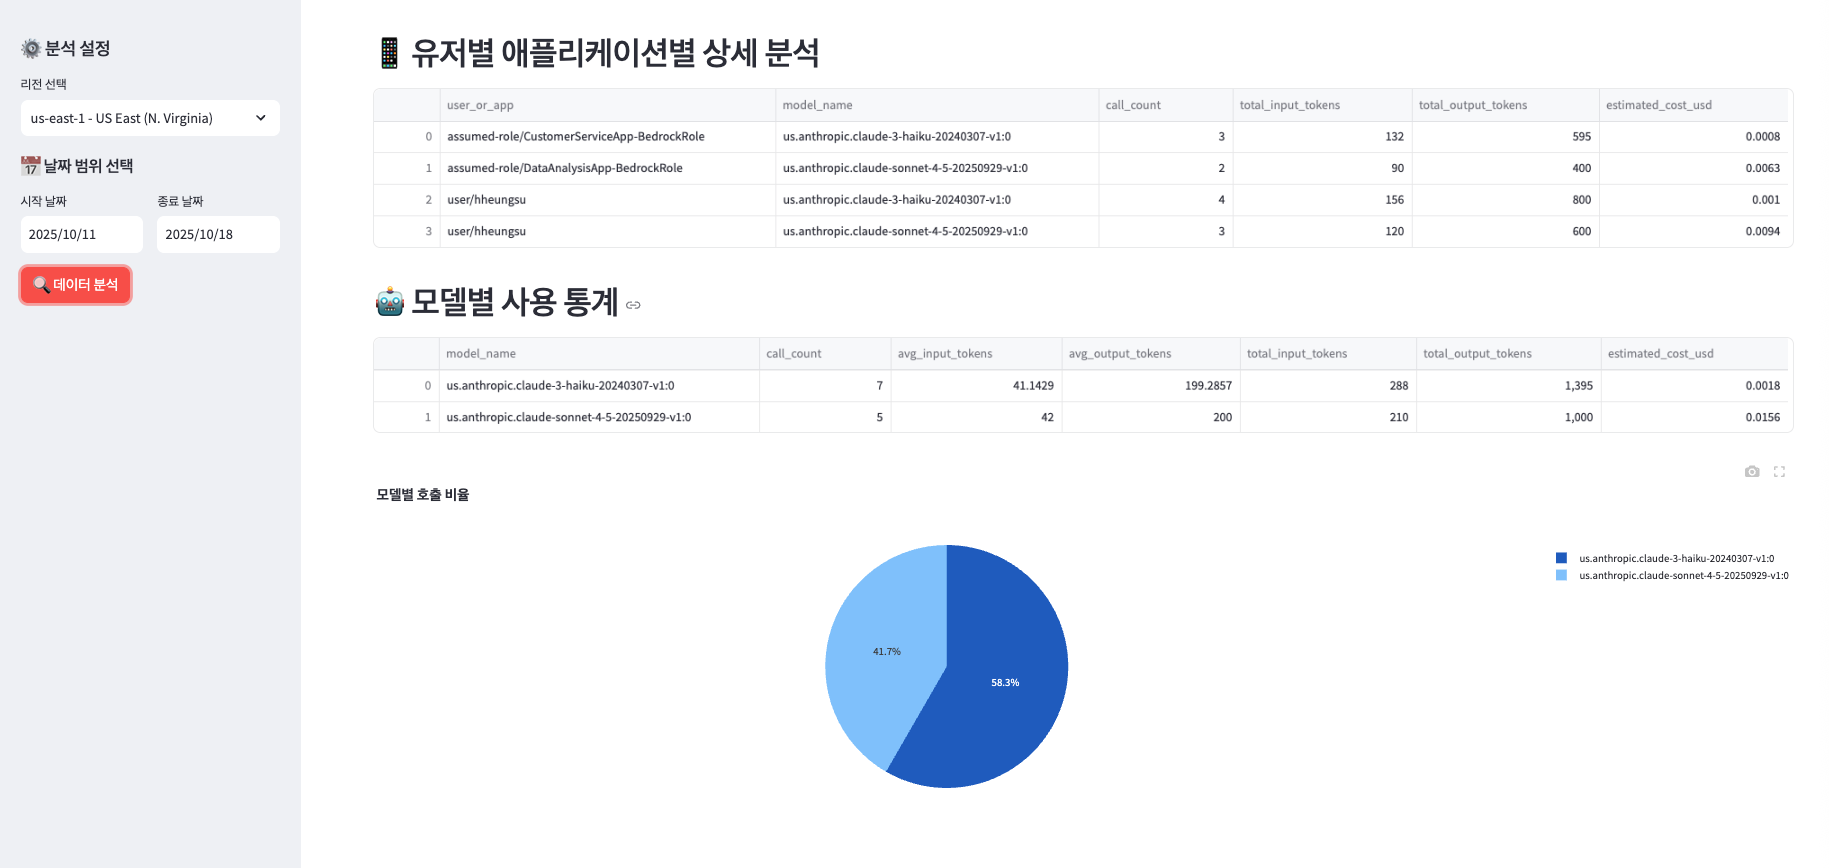 분석 설정
리전 선택
us-east-1 - US East (N. Virginia)
17 날짜 범위 선택
시작 날짜 종료 날짜
2025/10/11 2025/10/18
데이터 분석
유저별 애플리케이션별 상세 분석
user_or_app model_name call_count total_input_tokens total_output_tokens estimated_cost_usd
0 assumed-role/CustomerServiceApp-BedrockRole us.anthropic.claude-3-haiku-20240307-v1:0 3 132 595 0.0008
1 assumed-role/DataAnalysisApp-BedrockRole us.anthropic.claude-sonnet-4-5-20250929-v1:0 2 90 400 0.0063
2 user/hheungsu us.anthropic.claude-3-haiku-20240307-v1:0 4 156 800 0.001
3 user/hheungsu us.anthropic.claude-sonnet-4-5-20250929-v1:0 3 120 600 0.0094
모델별 사용 통계
model_name call_count avg_input_tokens avg_output_tokens total_input_tokens total_output_tokens estimated_cost_usd
0 us.anthropic.claude-3-haiku-20240307-v1:0 7 41.1429 199.2857 288 1,395 0.0018
1 us.anthropic.claude-sonnet-4-5-20250929-v1:0 5 42 200 210 1,000 0.0156
모델별 호출 비율
us.anthropic.claude-3-haiku-20240307-v1:0
us.anthropic.claude-sonnet-4-5-20250929-v1:0
41.7%
58.3%